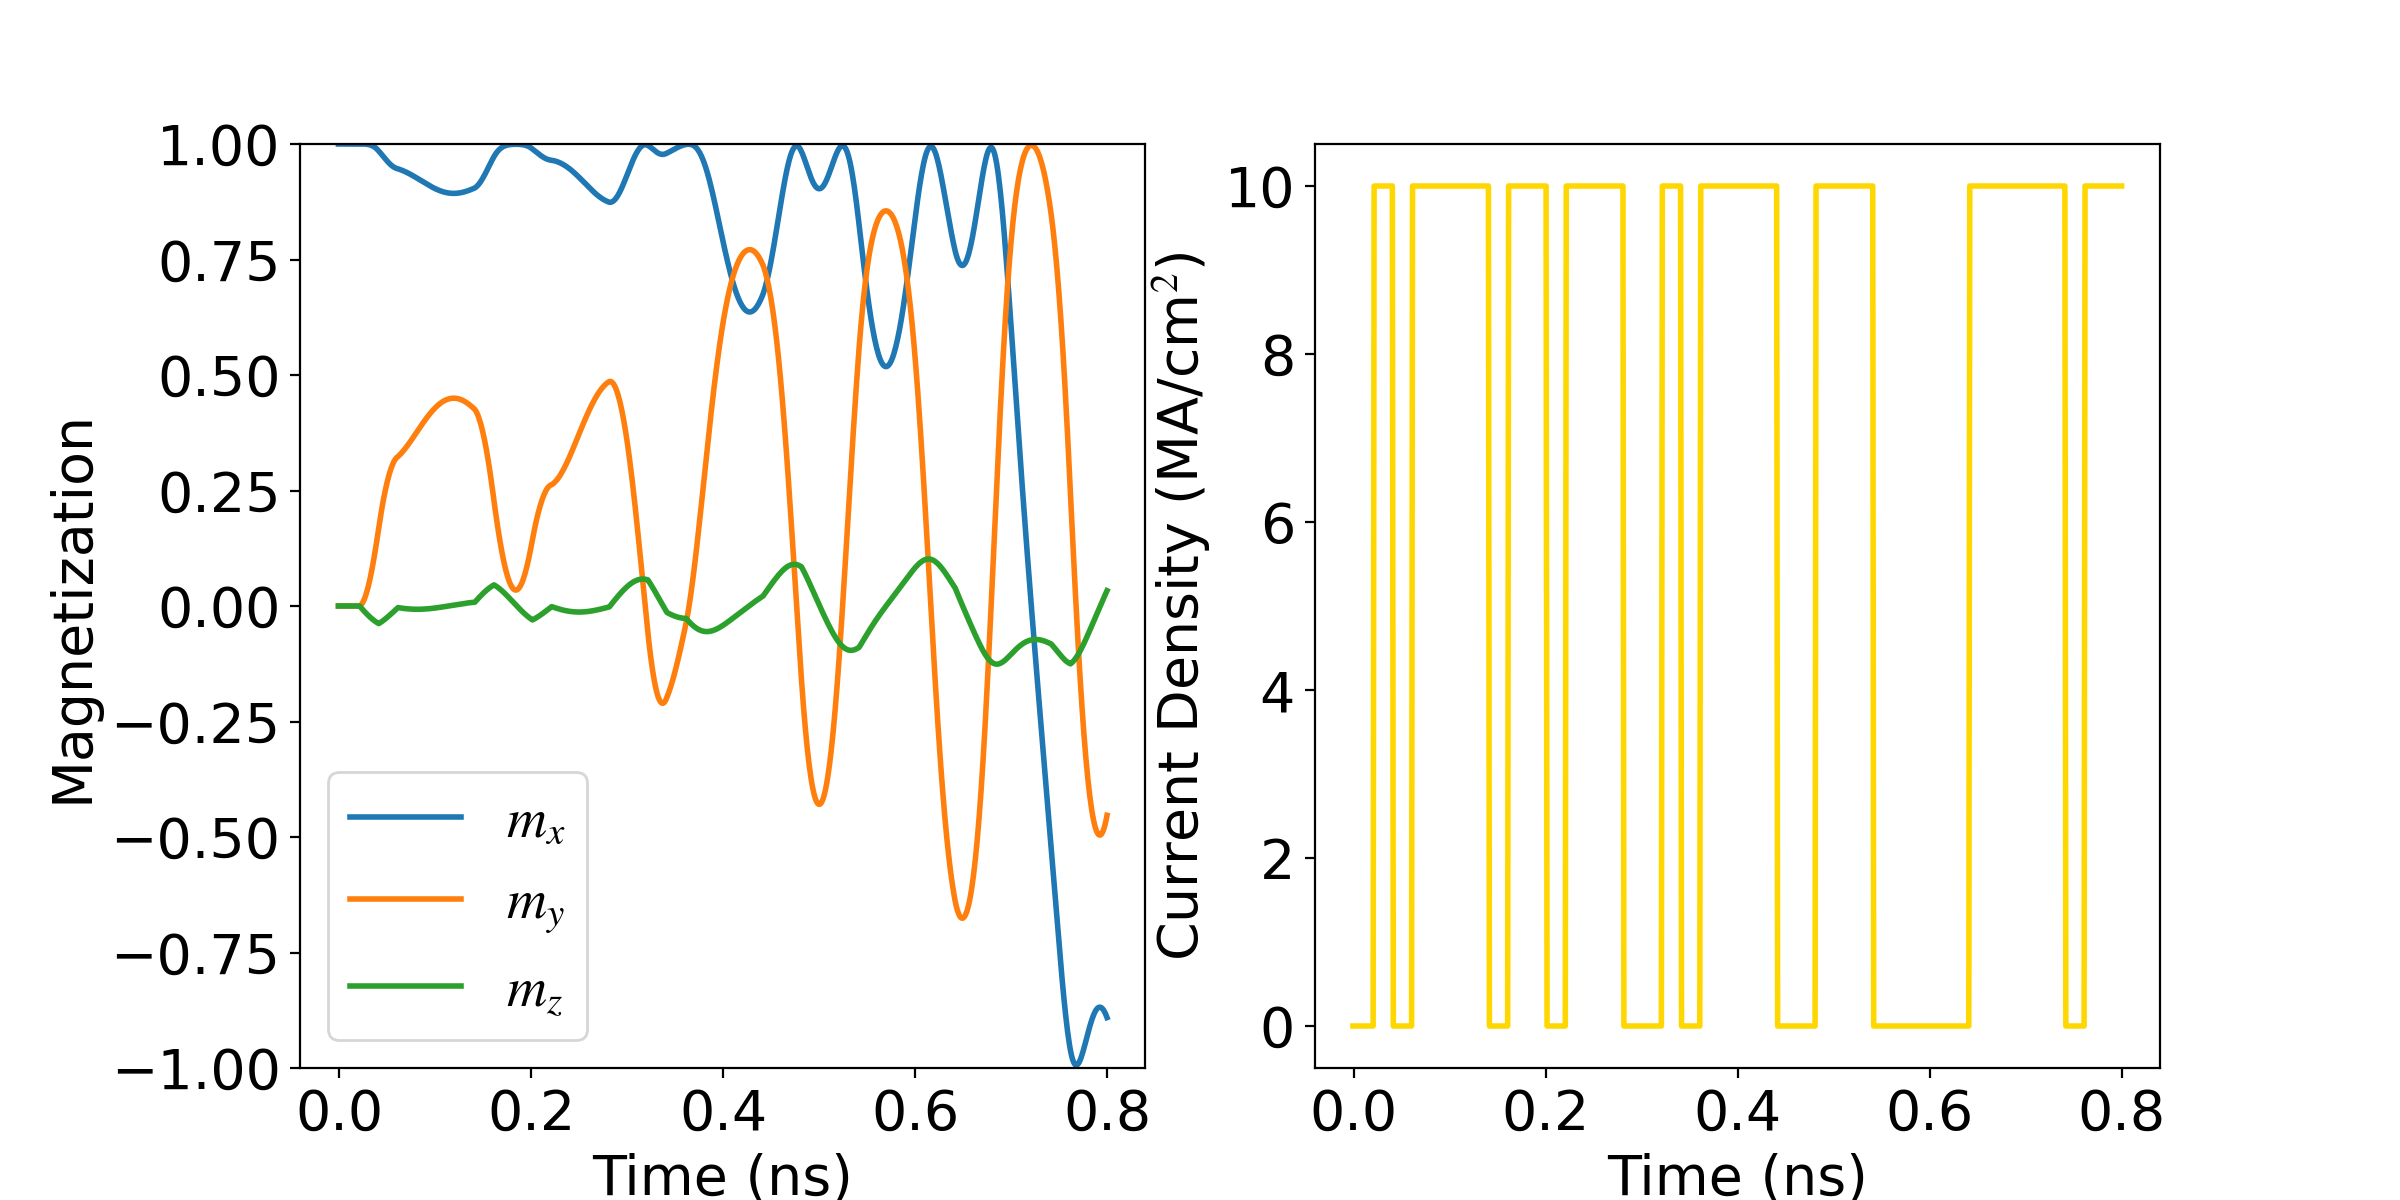 Magnetization
1.00
0.75
0.50
0.25
0.00
−0.25
−0.50
−0.75
−1.00
m_x
m_y
m_z
0.0 0.2 0.4 0.6 0.8
Time (ns)
Current Density (MA/cm²)
10
8
6
4
2
0
0.0 0.2 0.4 0.6 0.8
Time (ns)